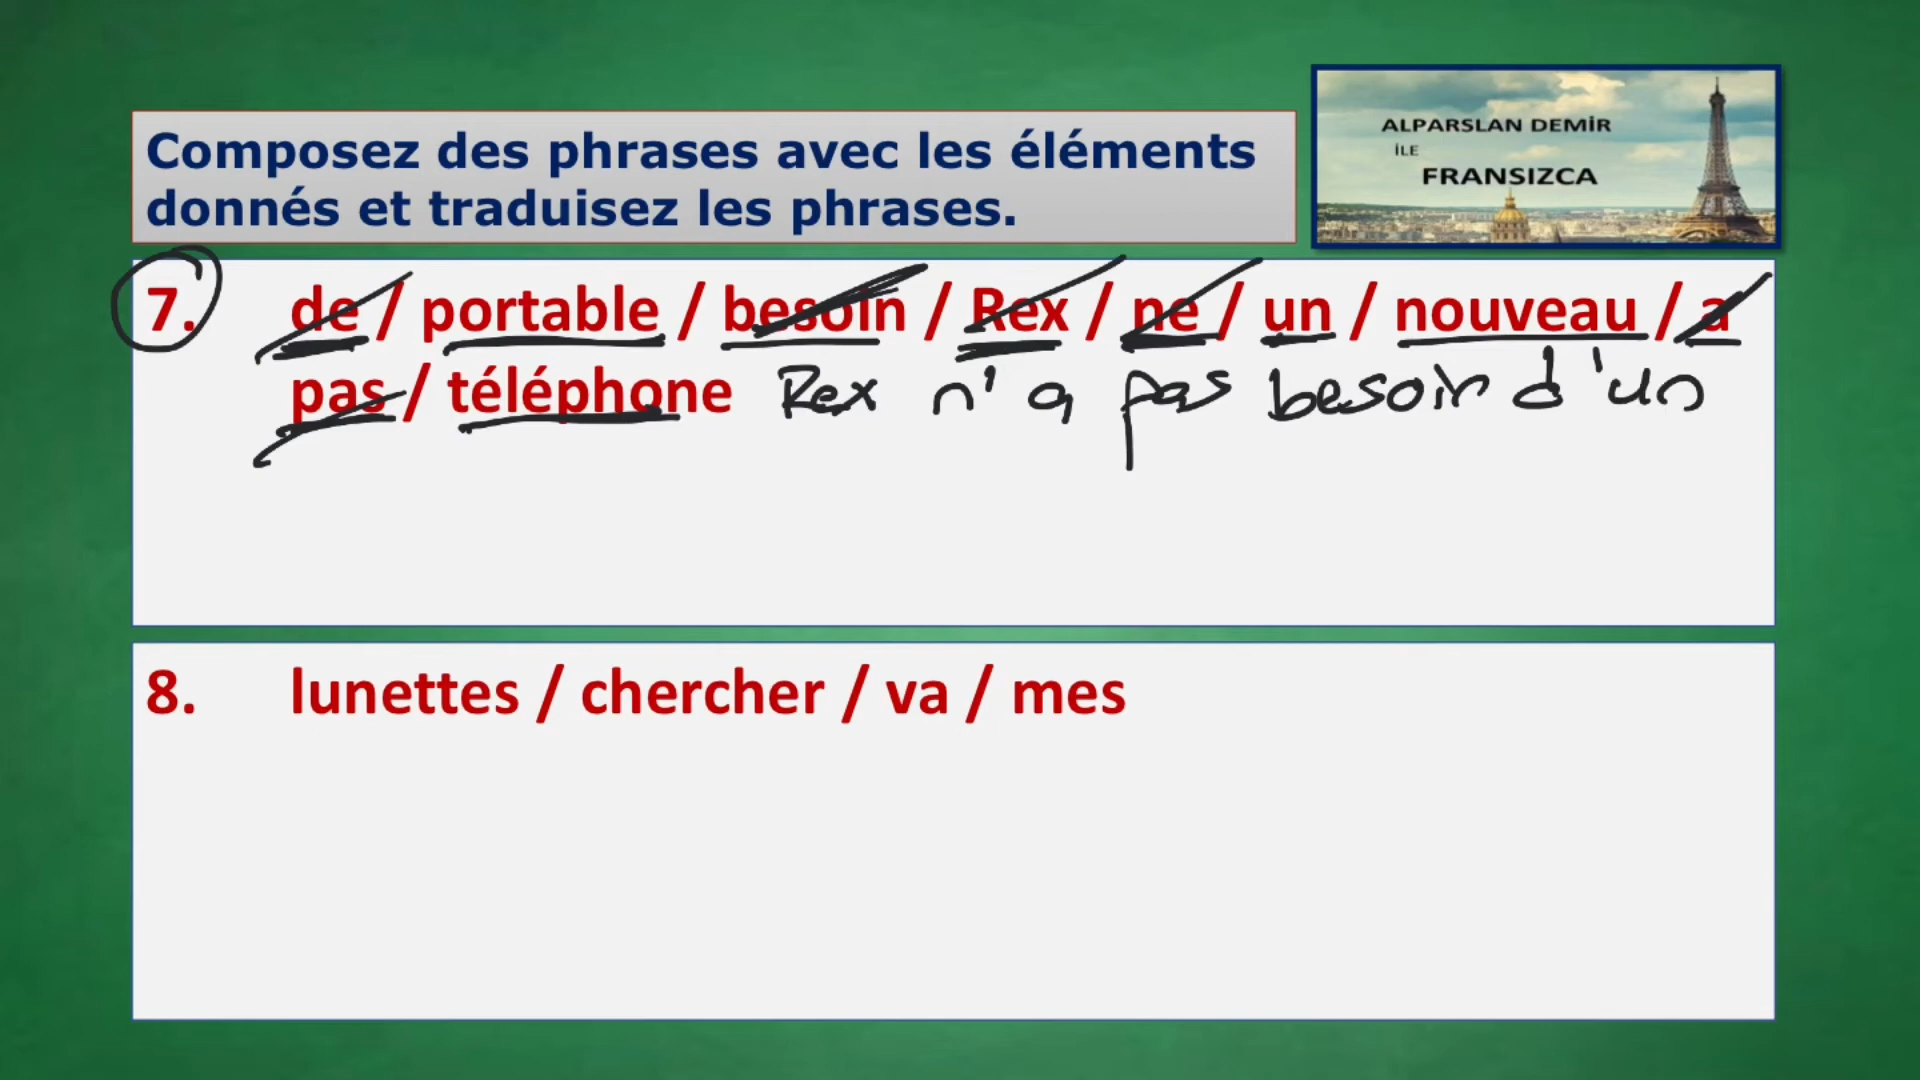 Composez des phrases avec les éléments
donnés et traduisez les phrases.
ALPARSLAN DEMİR
İLE
FRANSIZCA
7. de / portable / besoin / Rex / ne / un / nouveau / a
pas / téléphone Rex n'a pas besoin d'un
8. lunettes / chercher / va / mes